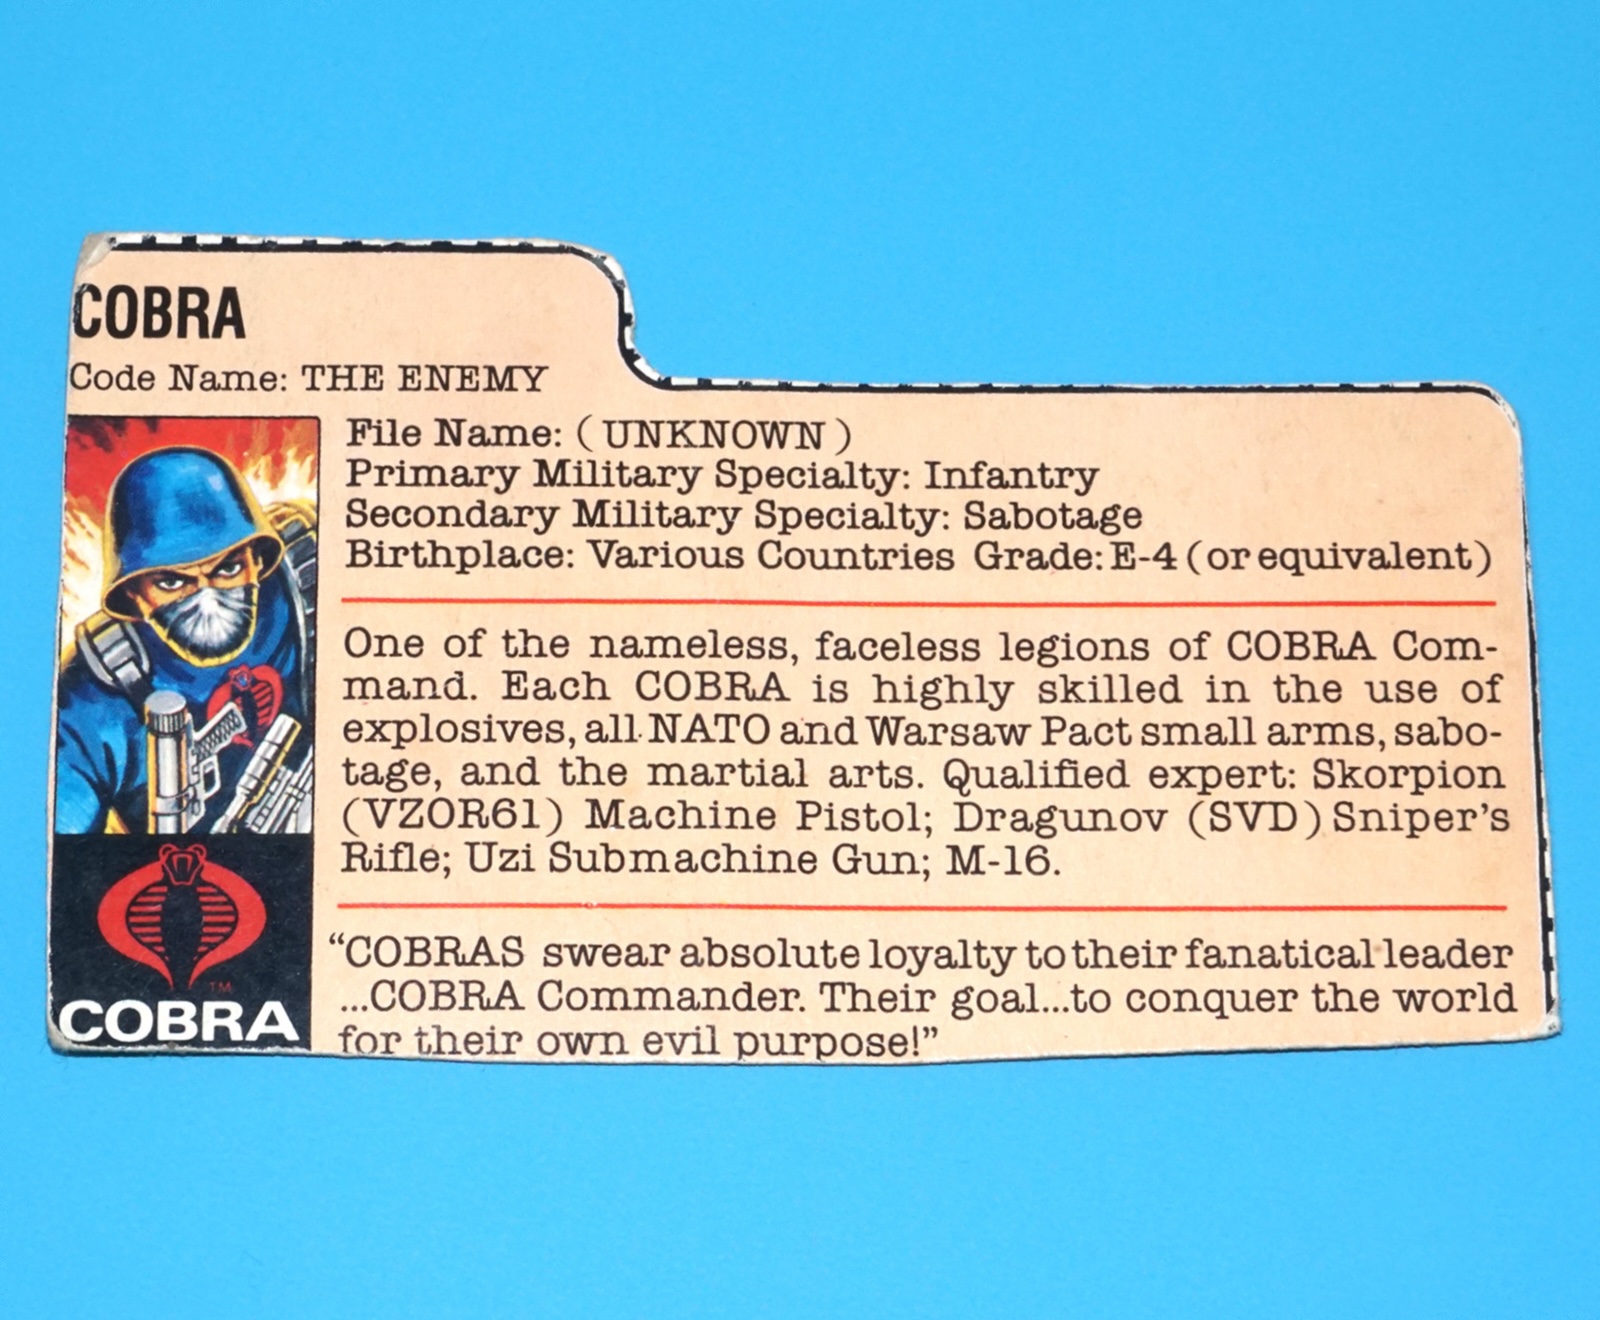 COBRA
Code Name: THE ENEMY
File Name: (UNKNOWN)
Primary Military Specialty: Infantry
Secondary Military Specialty: Sabotage
Birthplace: Various Countries Grade: E-4 (or equivalent)
One of the nameless, faceless legions of COBRA Com-
mand. Each COBRA is highly skilled in the use of
explosives, all NATO and Warsaw Pact small arms, sabo-
tage, and the martial arts. Qualified expert: Skorpion
(VZOR61) Machine Pistol; Dragunov (SVD) Sniper's
Rifle; Uzi Submachine Gun; M-16.
"COBRAS swear absolute loyalty to their fanatical leader
...COBRA Commander. Their goal...to conquer the world
for their own evil purpose!"
TM
COBRA